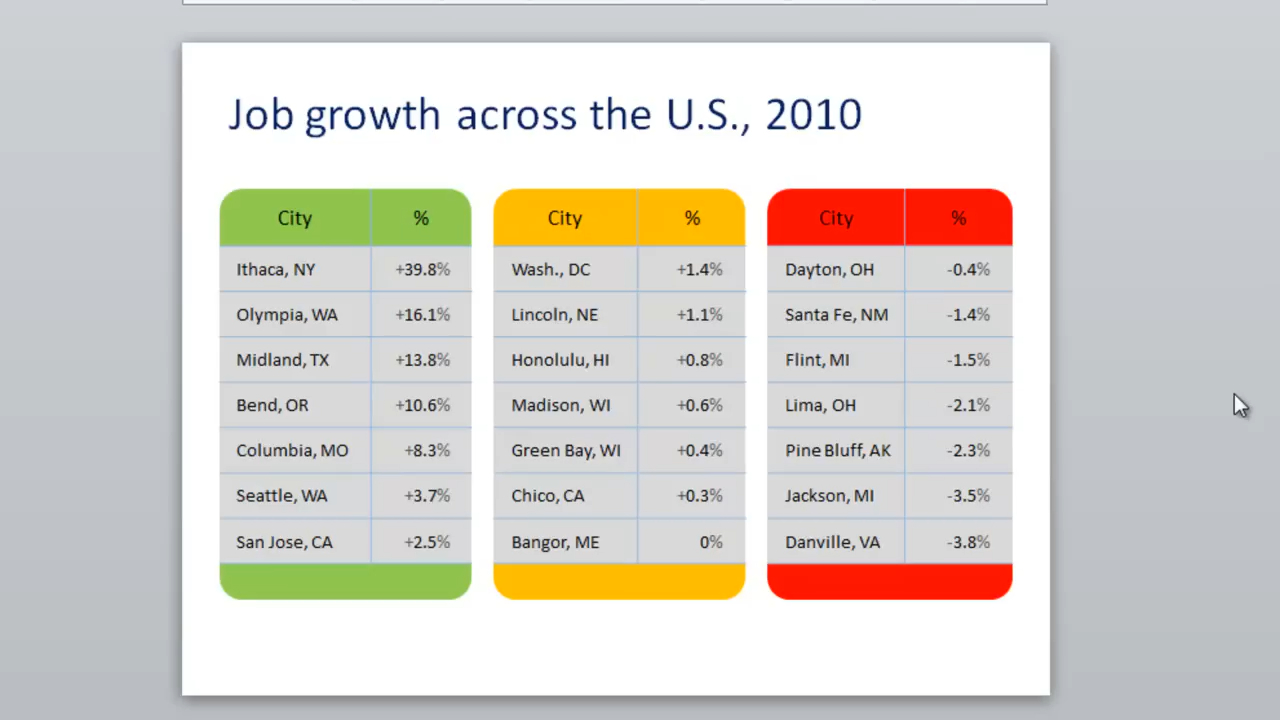 Job growth across the U.S., 2010
City %
Ithaca, NY +39.8%
Olympia, WA +16.1%
Midland, TX +13.8%
Bend, OR +10.6%
Columbia, MO +8.3%
Seattle, WA +3.7%
San Jose, CA +2.5%
City %
Wash., DC +1.4%
Lincoln, NE +1.1%
Honolulu, HI +0.8%
Madison, WI +0.6%
Green Bay, WI +0.4%
Chico, CA +0.3%
Bangor, ME 0%
City %
Dayton, OH -0.4%
Santa Fe, NM -1.4%
Flint, MI -1.5%
Lima, OH -2.1%
Pine Bluff, AK -2.3%
Jackson, MI -3.5%
Danville, VA -3.8%